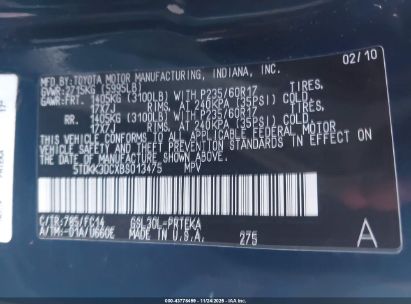 02/10
MFD.BY:TOYOTA MOTOR MANUFACTURING, INDIANA, INC.
GVWR:2715KG (5995LB)
GAWR:FRT. 1405KG (3100LB) WITH P235/60R17 TIRES,
17X7J RIMS, AT 240KPA (35PSI) COLD
RR. 1405KG (3100LB) WITH P235/60R17 TIRES,
17X7J RIMS, AT 240KPA (35PSI) COLD
THIS VEHICLE CONFORMS TO ALL APPLICABLE FEDERAL MOTOR
VEHICLE SAFETY AND THEFT PREVENTION STANDARDS IN EFFECT ON
THE DATE OF MANUFACTURE SHOWN ABOVE.
5TDKK3DCXBS013475 MPV
C/TR:785/FC14 GSL30L-PRTEKA
A/TM:-01A/U660E MADE IN U.S.A. 275
A